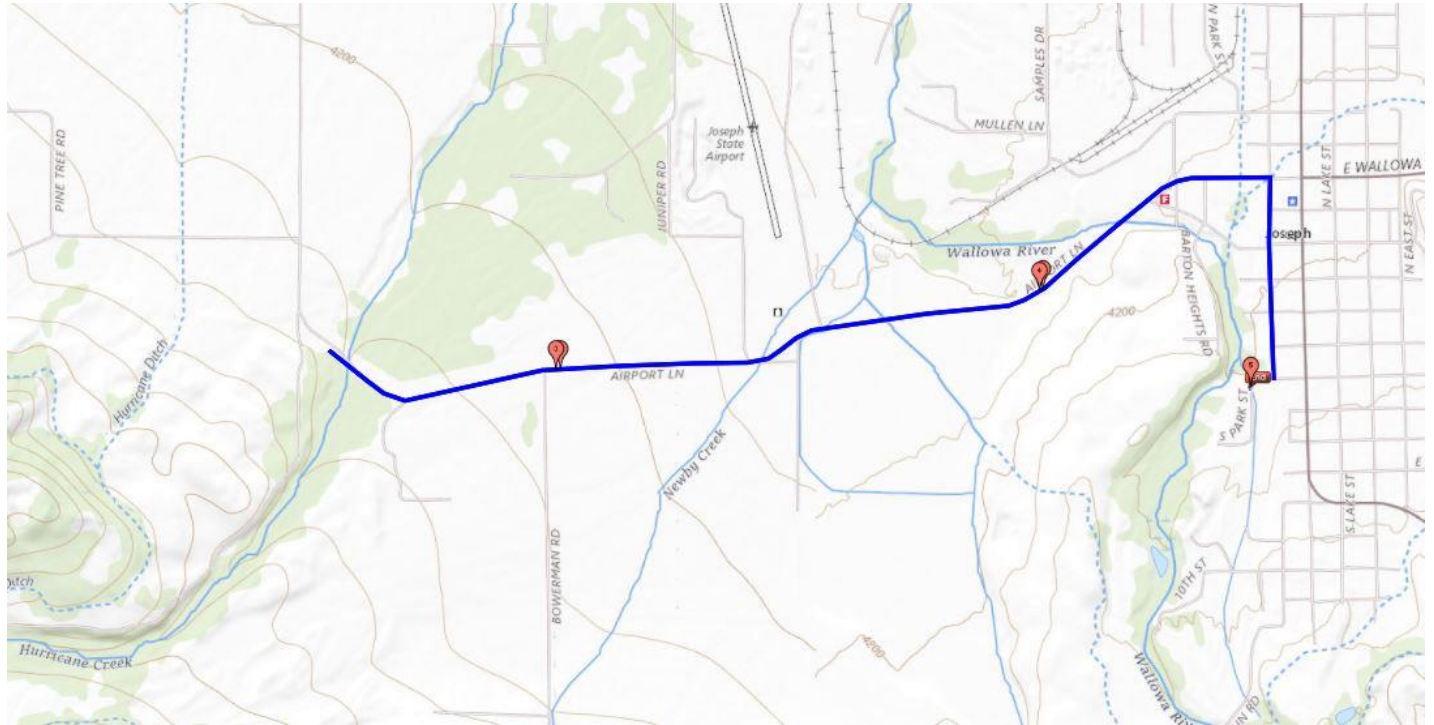 N PARK ST
4200
SAMPLES DR
MULLEN LN
Joseph
State
Airport
PINE TREE RD
JUNIPER RD
N LAKE ST
E WALLOWA
F
Joseph
Wallowa River
AIRPORT LN
BARTON HEIGHTS RD
N EAST ST
4200
AIRPORT LN
Hurricane Ditch
5
S PARK ST
Newby Creek
E
S LAKE ST
BOWERMAN RD
10TH ST
Hurricane Creek
4200
Wallowa Riv